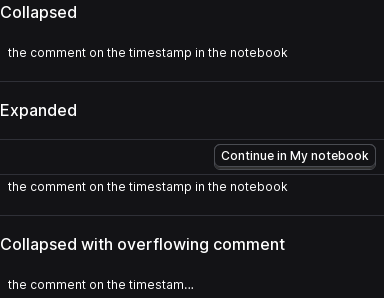 Collapsed
the comment on the timestamp in the notebook
Expanded
Continue in My notebook
the comment on the timestamp in the notebook
Collapsed with overflowing comment
the comment on the timestam...